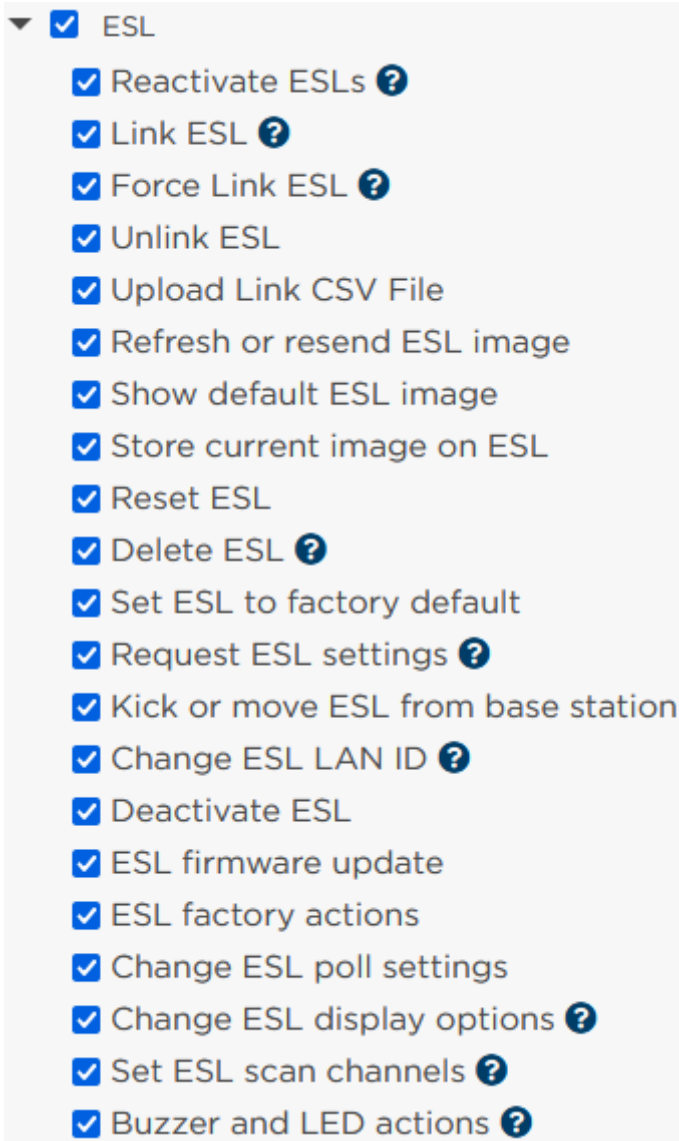 ESL
Reactivate ESLs ?
Link ESL ?
Force Link ESL ?
Unlink ESL
Upload Link CSV File
Refresh or resend ESL image
Show default ESL image
Store current image on ESL
Reset ESL
Delete ESL ?
Set ESL to factory default
Request ESL settings ?
Kick or move ESL from base station
Change ESL LAN ID ?
Deactivate ESL
ESL firmware update
ESL factory actions
Change ESL poll settings
Change ESL display options ?
Set ESL scan channels ?
Buzzer and LED actions ?